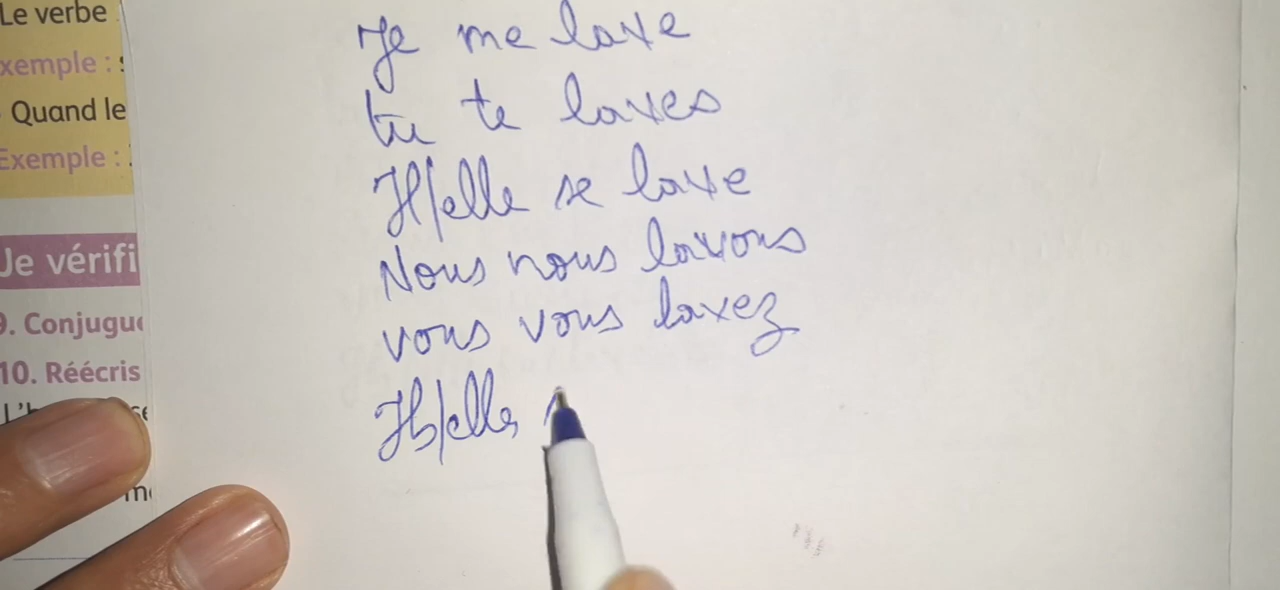 Le verbe
xemple :
Quand le
Exemple :
Je vérifi
9. Conjugu
10. Réécris
L'h
Je me lave
tu te laves
Il/elle se lave
Nous nous lavons
vous vous lavez
Ils/elles